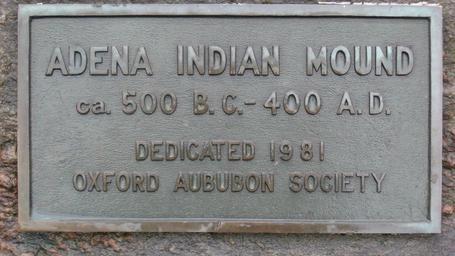 ADENA INDIAN MOUND
ca. 500 B.C.-400 A.D.
DEDICATED 1981
OXFORD AUBUBON SOCIETY